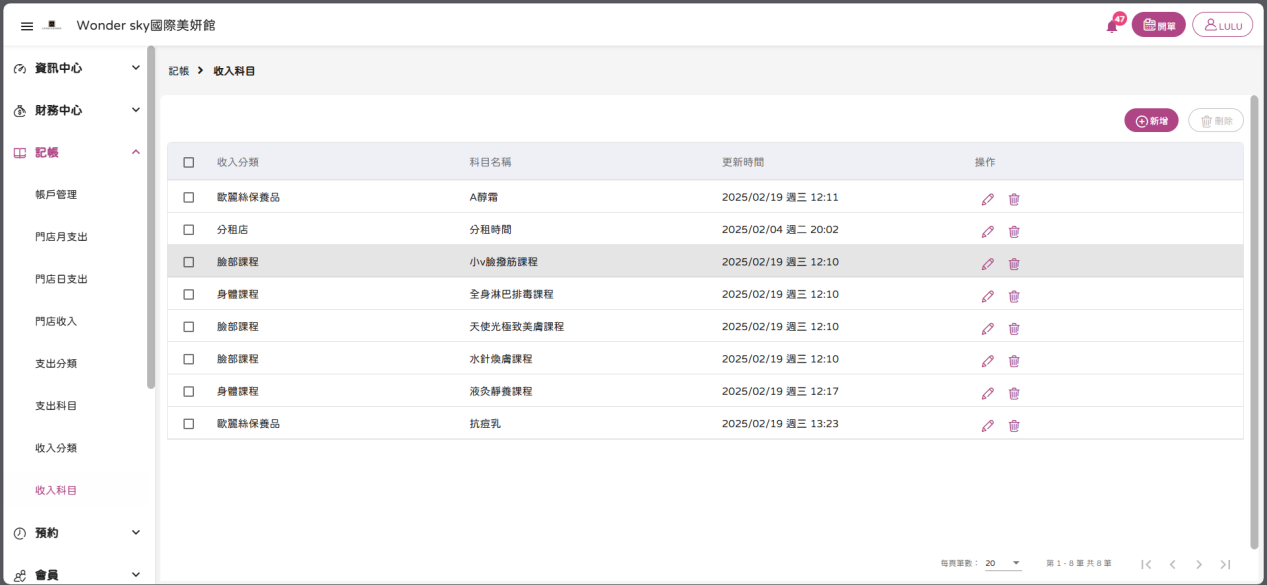 Wonder sky國際美妍館
47
開單
LULU
資訊中心
財務中心
記帳
帳戶管理
門店月支出
門店日支出
門店收入
支出分類
支出科目
收入分類
收入科目
預約
會員
記帳 > 收入科目
新增
刪除
收入分類 科目名稱 更新時間 操作
歐麗絲保養品 A醇霜 2025/02/19 週三 12:11
分租店 分租時間 2025/02/04 週二 20:02
臉部課程 小v臉撥筋課程 2025/02/19 週三 12:10
身體課程 全身淋巴排毒課程 2025/02/19 週三 12:10
臉部課程 天使光極致美膚課程 2025/02/19 週三 12:10
臉部課程 水針煥膚課程 2025/02/19 週三 12:10
身體課程 液灸靜養課程 2025/02/19 週三 12:17
歐麗絲保養品 抗痘乳 2025/02/19 週三 13:23
每頁筆數： 20 第 1 - 8 筆 共 8 筆